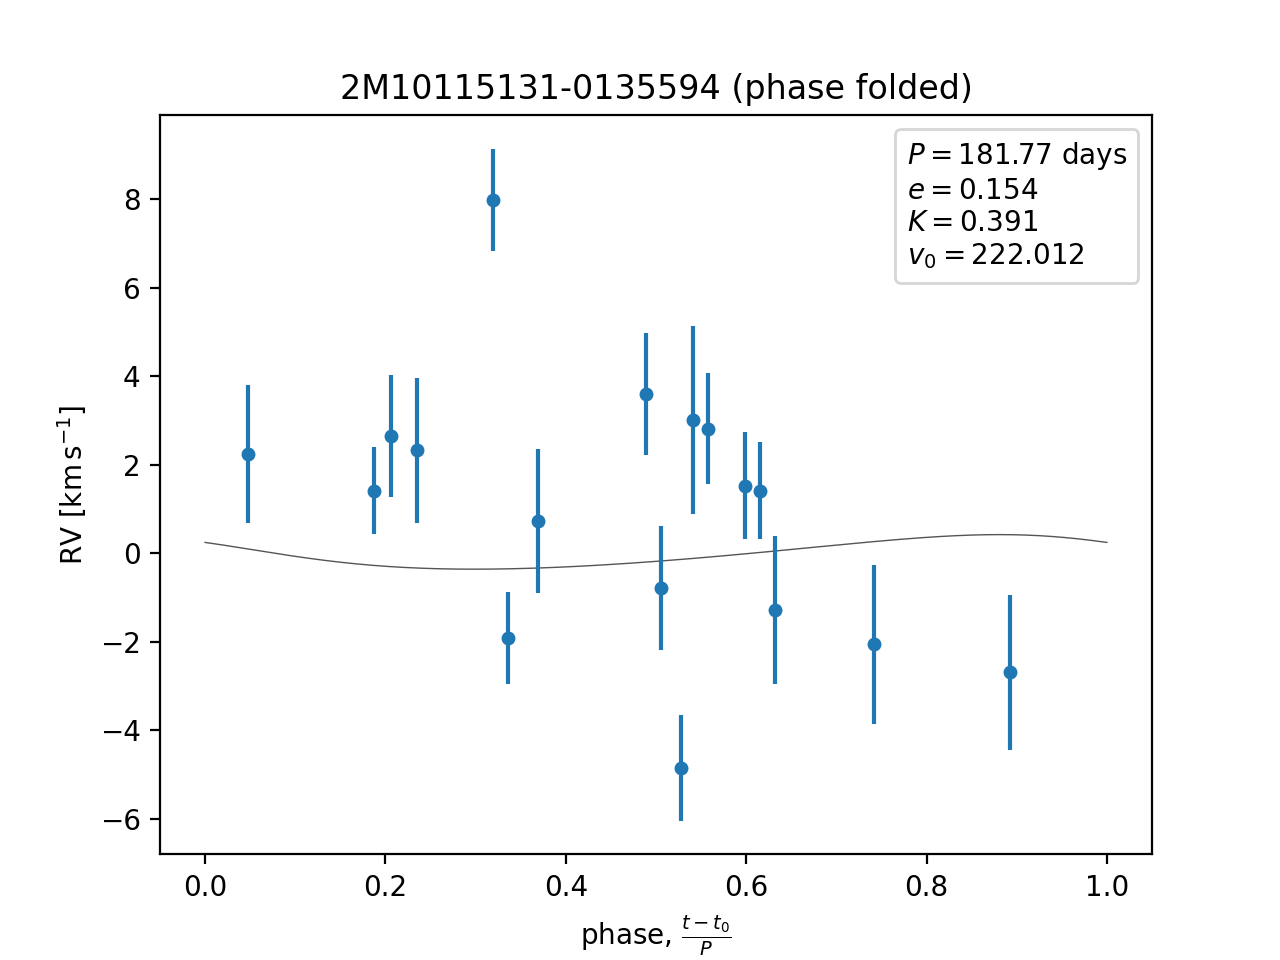 2M10115131-0135594 (phase folded)
P = 181.77 days
e = 0.154
K = 0.391
v₀ = 222.012
RV [km s⁻¹]
8
6
4
2
0
−2
−4
−6
0.0 0.2 0.4 0.6 0.8 1.0
phase, (t − t₀)/P